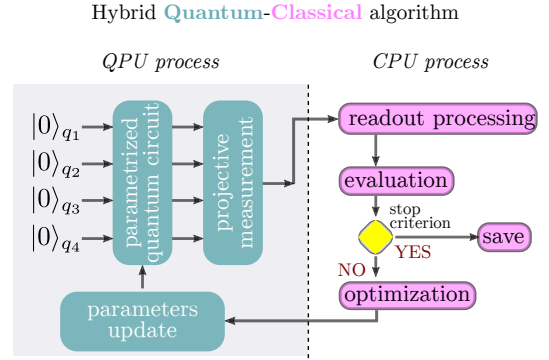 Hybrid Quantum-Classical algorithm
QPU process
CPU process
|0⟩q1
|0⟩q2
|0⟩q3
|0⟩q4
parametrized
quantum circuit
projective
measurement
parameters
update
readout processing
evaluation
stop
criterion
YES
save
NO
optimization